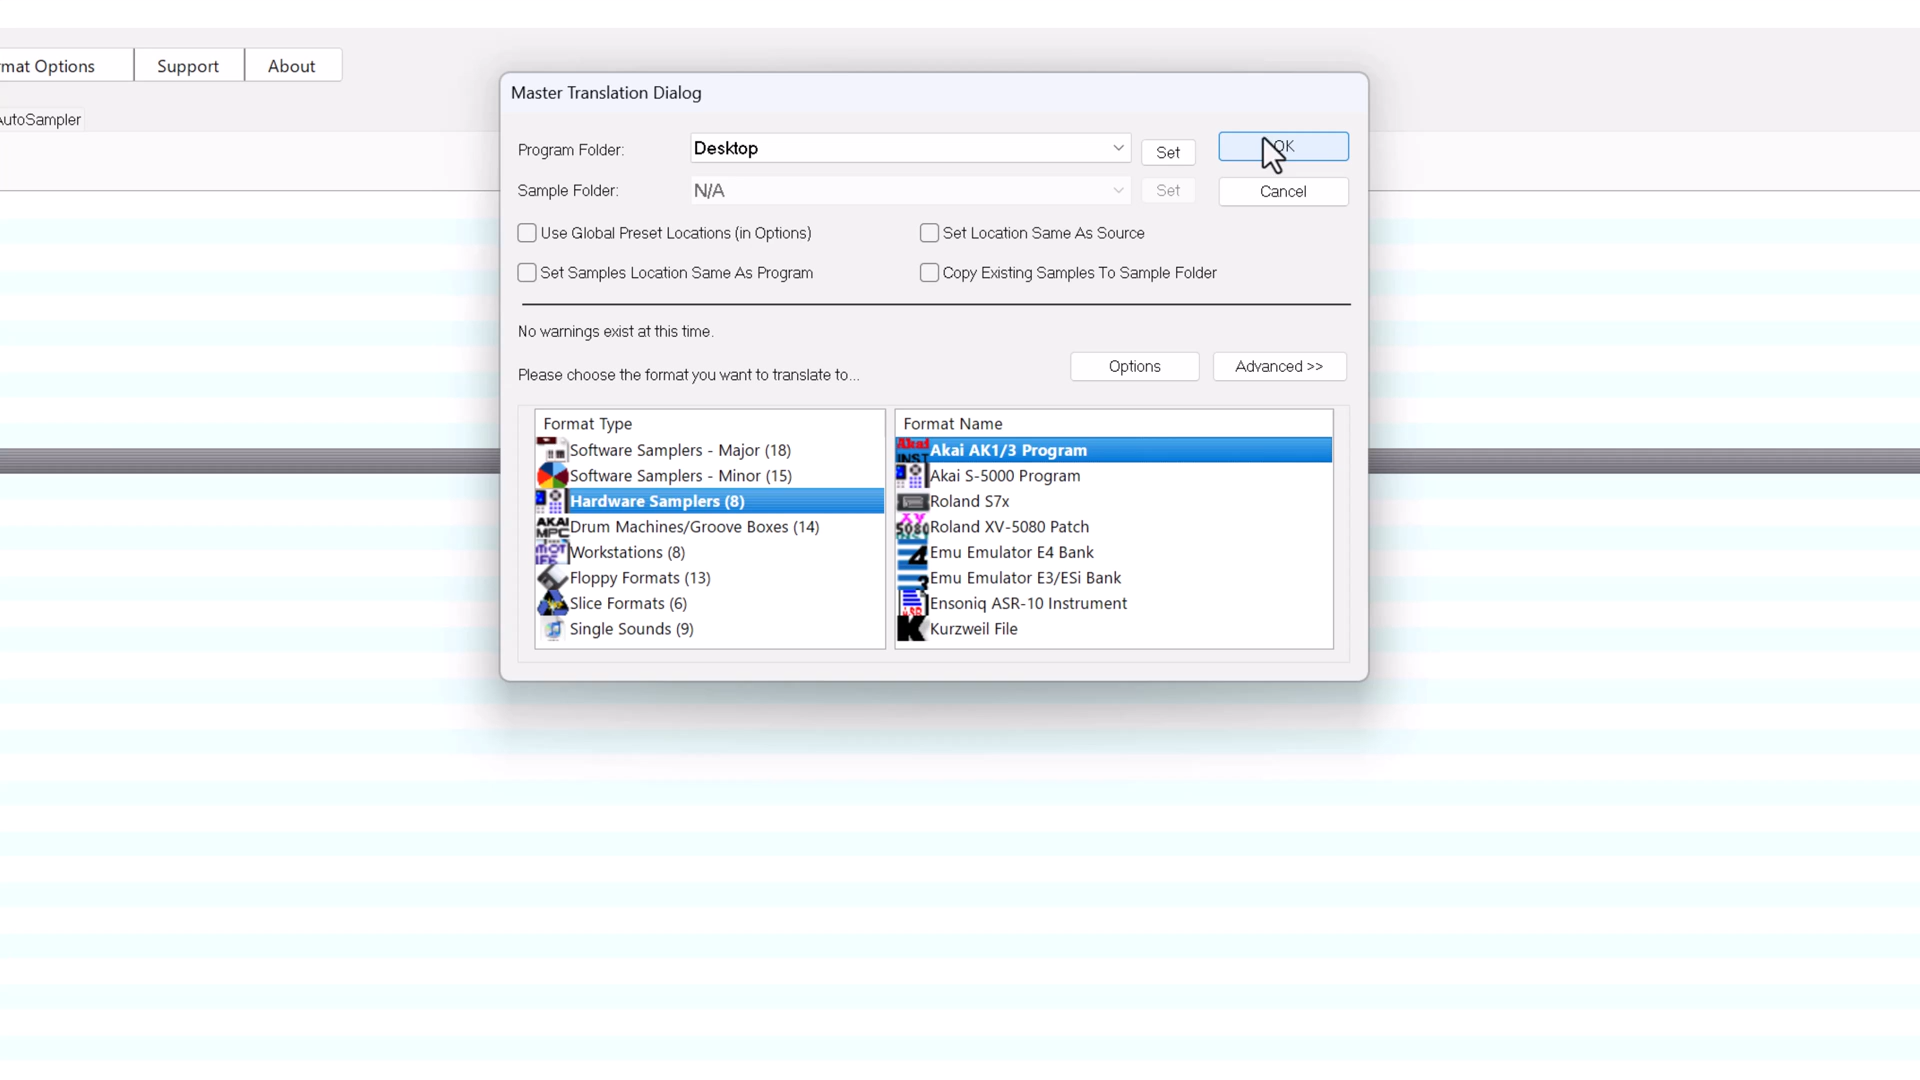 mat Options
Support
About
AutoSampler
Master Translation Dialog
Program Folder:
Desktop
Set
OK
Sample Folder:
N/A
Set
Cancel
Use Global Preset Locations (in Options)
Set Location Same As Source
Set Samples Location Same As Program
Copy Existing Samples To Sample Folder
No warnings exist at this time.
Please choose the format you want to translate to...
Options
Advanced >>
Format Type
Software Samplers - Major (18)
Software Samplers - Minor (15)
Hardware Samplers (8)
Drum Machines/Groove Boxes (14)
Workstations (8)
Floppy Formats (13)
Slice Formats (6)
Single Sounds (9)
Format Name
Akai AK1/3 Program
Akai S-5000 Program
Roland S7x
Roland XV-5080 Patch
Emu Emulator E4 Bank
Emu Emulator E3/ESi Bank
Ensoniq ASR-10 Instrument
Kurzweil File